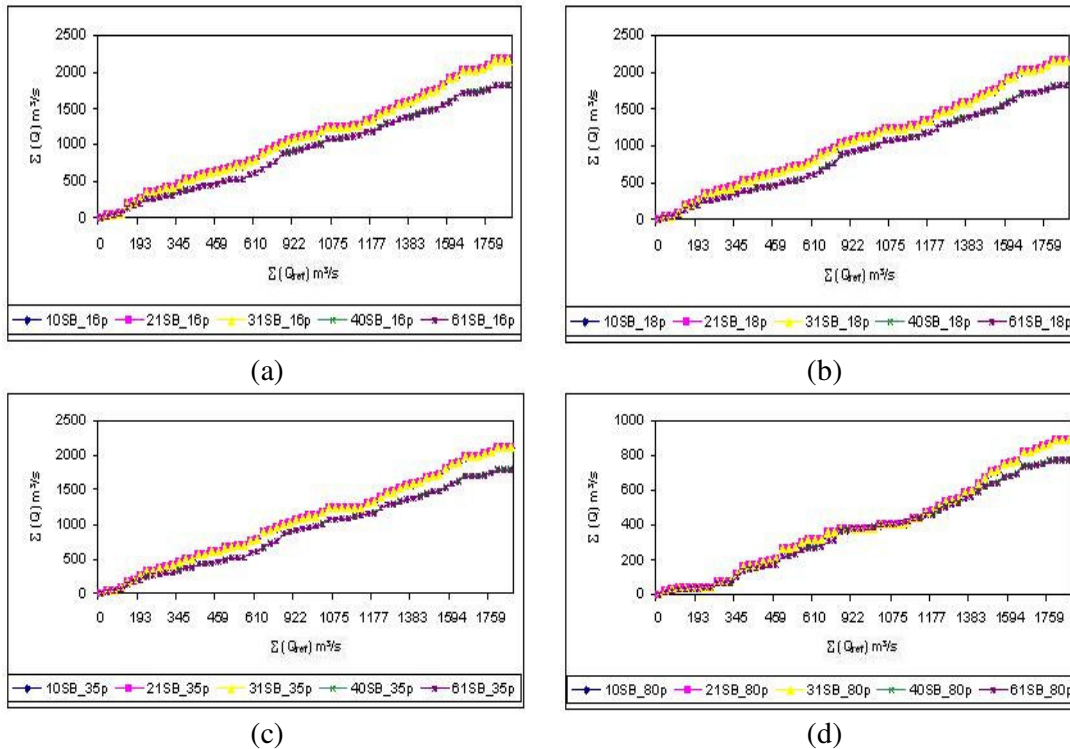 2500
2000
1500
1000
500
0
Σ (Q) m³/s
0 193 345 459 610 922 1075 1177 1383 1594 1759
Σ (Qref) m³/s
10SB_16p 21SB_16p 31SB_16p 40SB_16p 61SB_16p
(a)
2500
2000
1500
1000
500
0
Σ (Q) m³/s
0 193 345 459 610 922 1075 1177 1383 1594 1759
Σ (Qref) m³/s
10SB_18p 21SB_18p 31SB_18p 40SB_18p 61SB_18p
(b)
2500
2000
1500
1000
500
0
Σ (Q) m³/s
0 193 345 459 610 922 1075 1177 1383 1594 1759
Σ (Qref) m³/s
10SB_35p 21SB_35p 31SB_35p 40SB_35p 61SB_35p
(c)
1000
800
600
400
200
0
Σ (Q) m³/s
0 193 345 459 610 922 1075 1177 1383 1594 1759
Σ (Qref) m³/s
10SB_80p 21SB_80p 31SB_80p 40SB_80p 61SB_80p
(d)